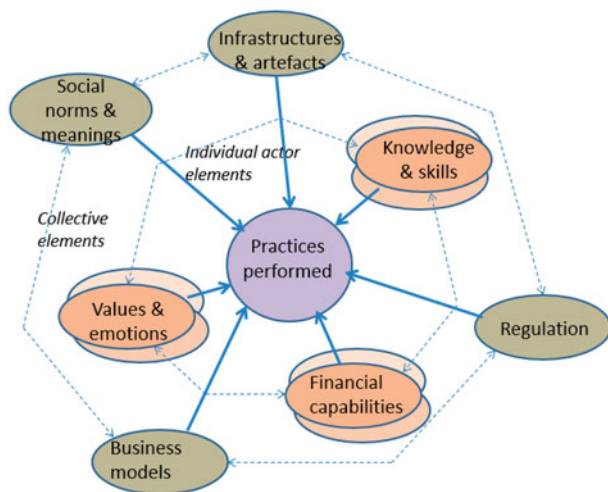 Infrastructures
& artefacts
Social
norms &
meanings
Individual actor
elements
Knowledge
& skills
Collective
elements
Practices
performed
Values &
emotions
Regulation
Financial
capabilities
Business
models